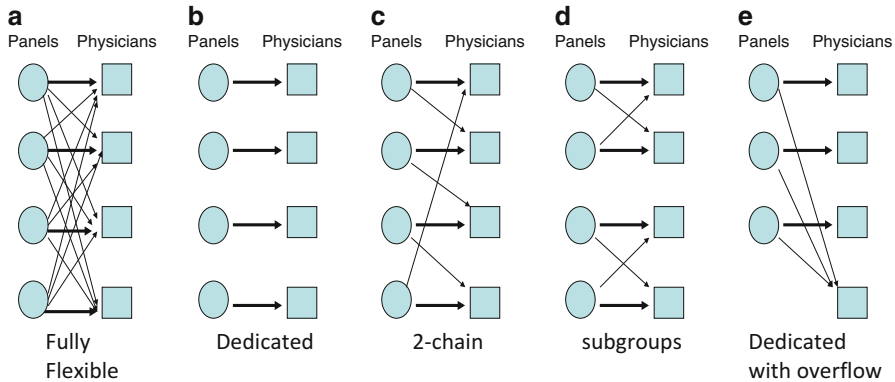 a b c d e
Panels Physicians Panels Physicians Panels Physicians Panels Physicians Panels Physicians
Fully Flexible
Dedicated
2-chain
subgroups
Dedicated with overflow